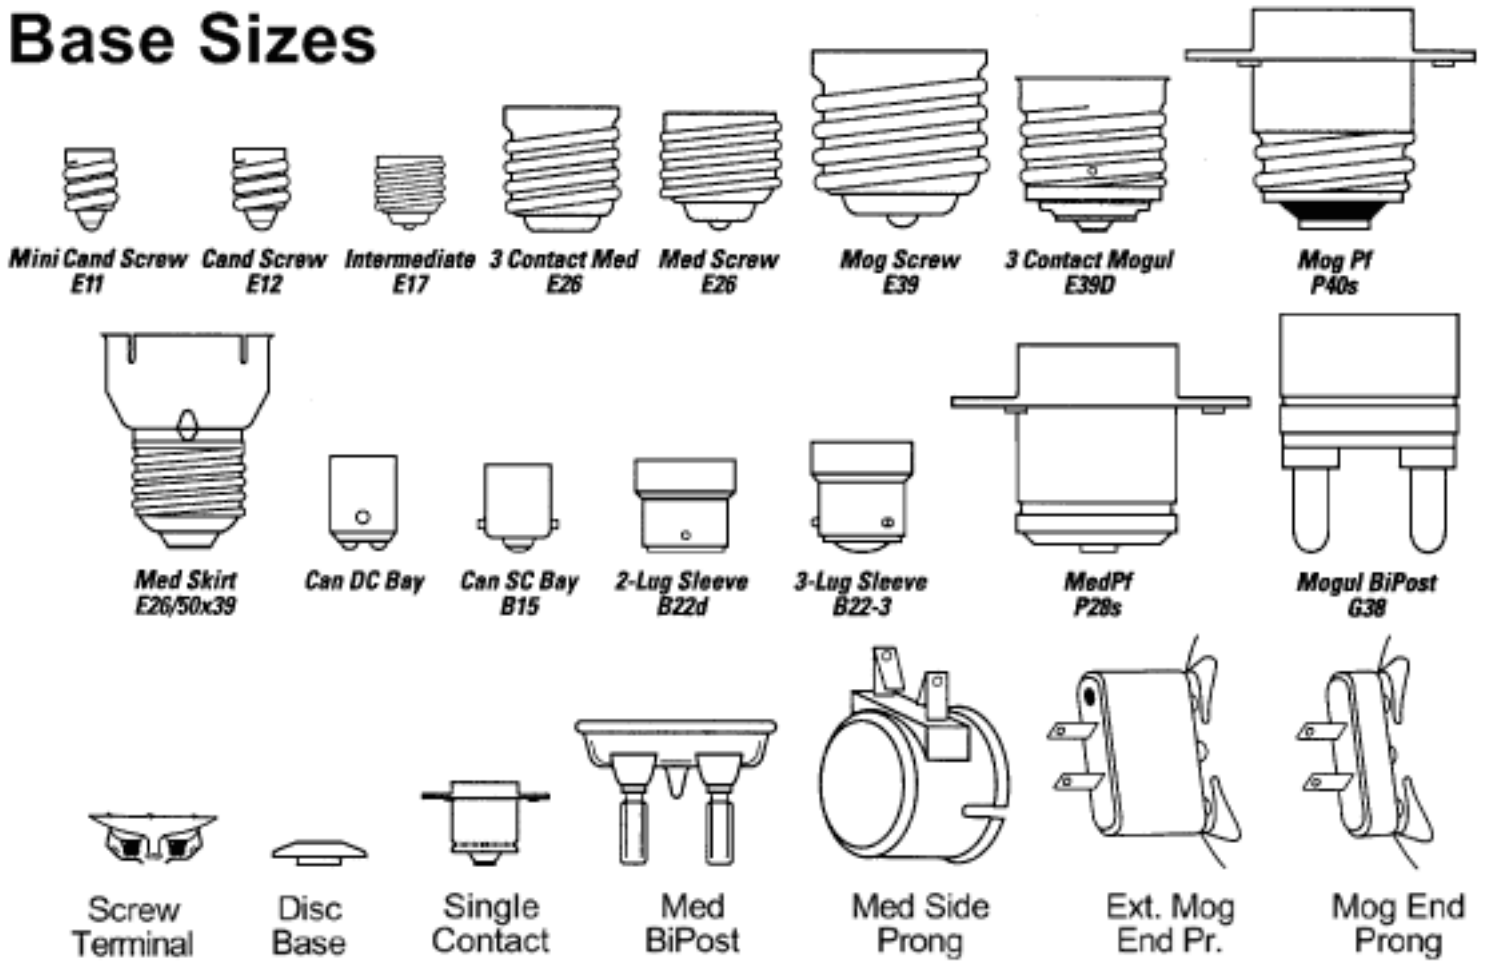 Base Sizes
Mini Cand Screw
E11
Cand Screw
E12
Intermediate
E17
3 Contact Med
E26
Med Screw
E26
Mog Screw
E39
3 Contact Mogul
E39D
Mog Pf
P40s
Med Skirt
E26/50x39
Can DC Bay
Can SC Bay
B15
2-Lug Sleeve
B22d
3-Lug Sleeve
B22-3
MedPf
P28s
Mogul BiPost
G38
Screw
Terminal
Disc
Base
Single
Contact
Med
BiPost
Med Side
Prong
Ext. Mog
End Pr.
Mog End
Prong